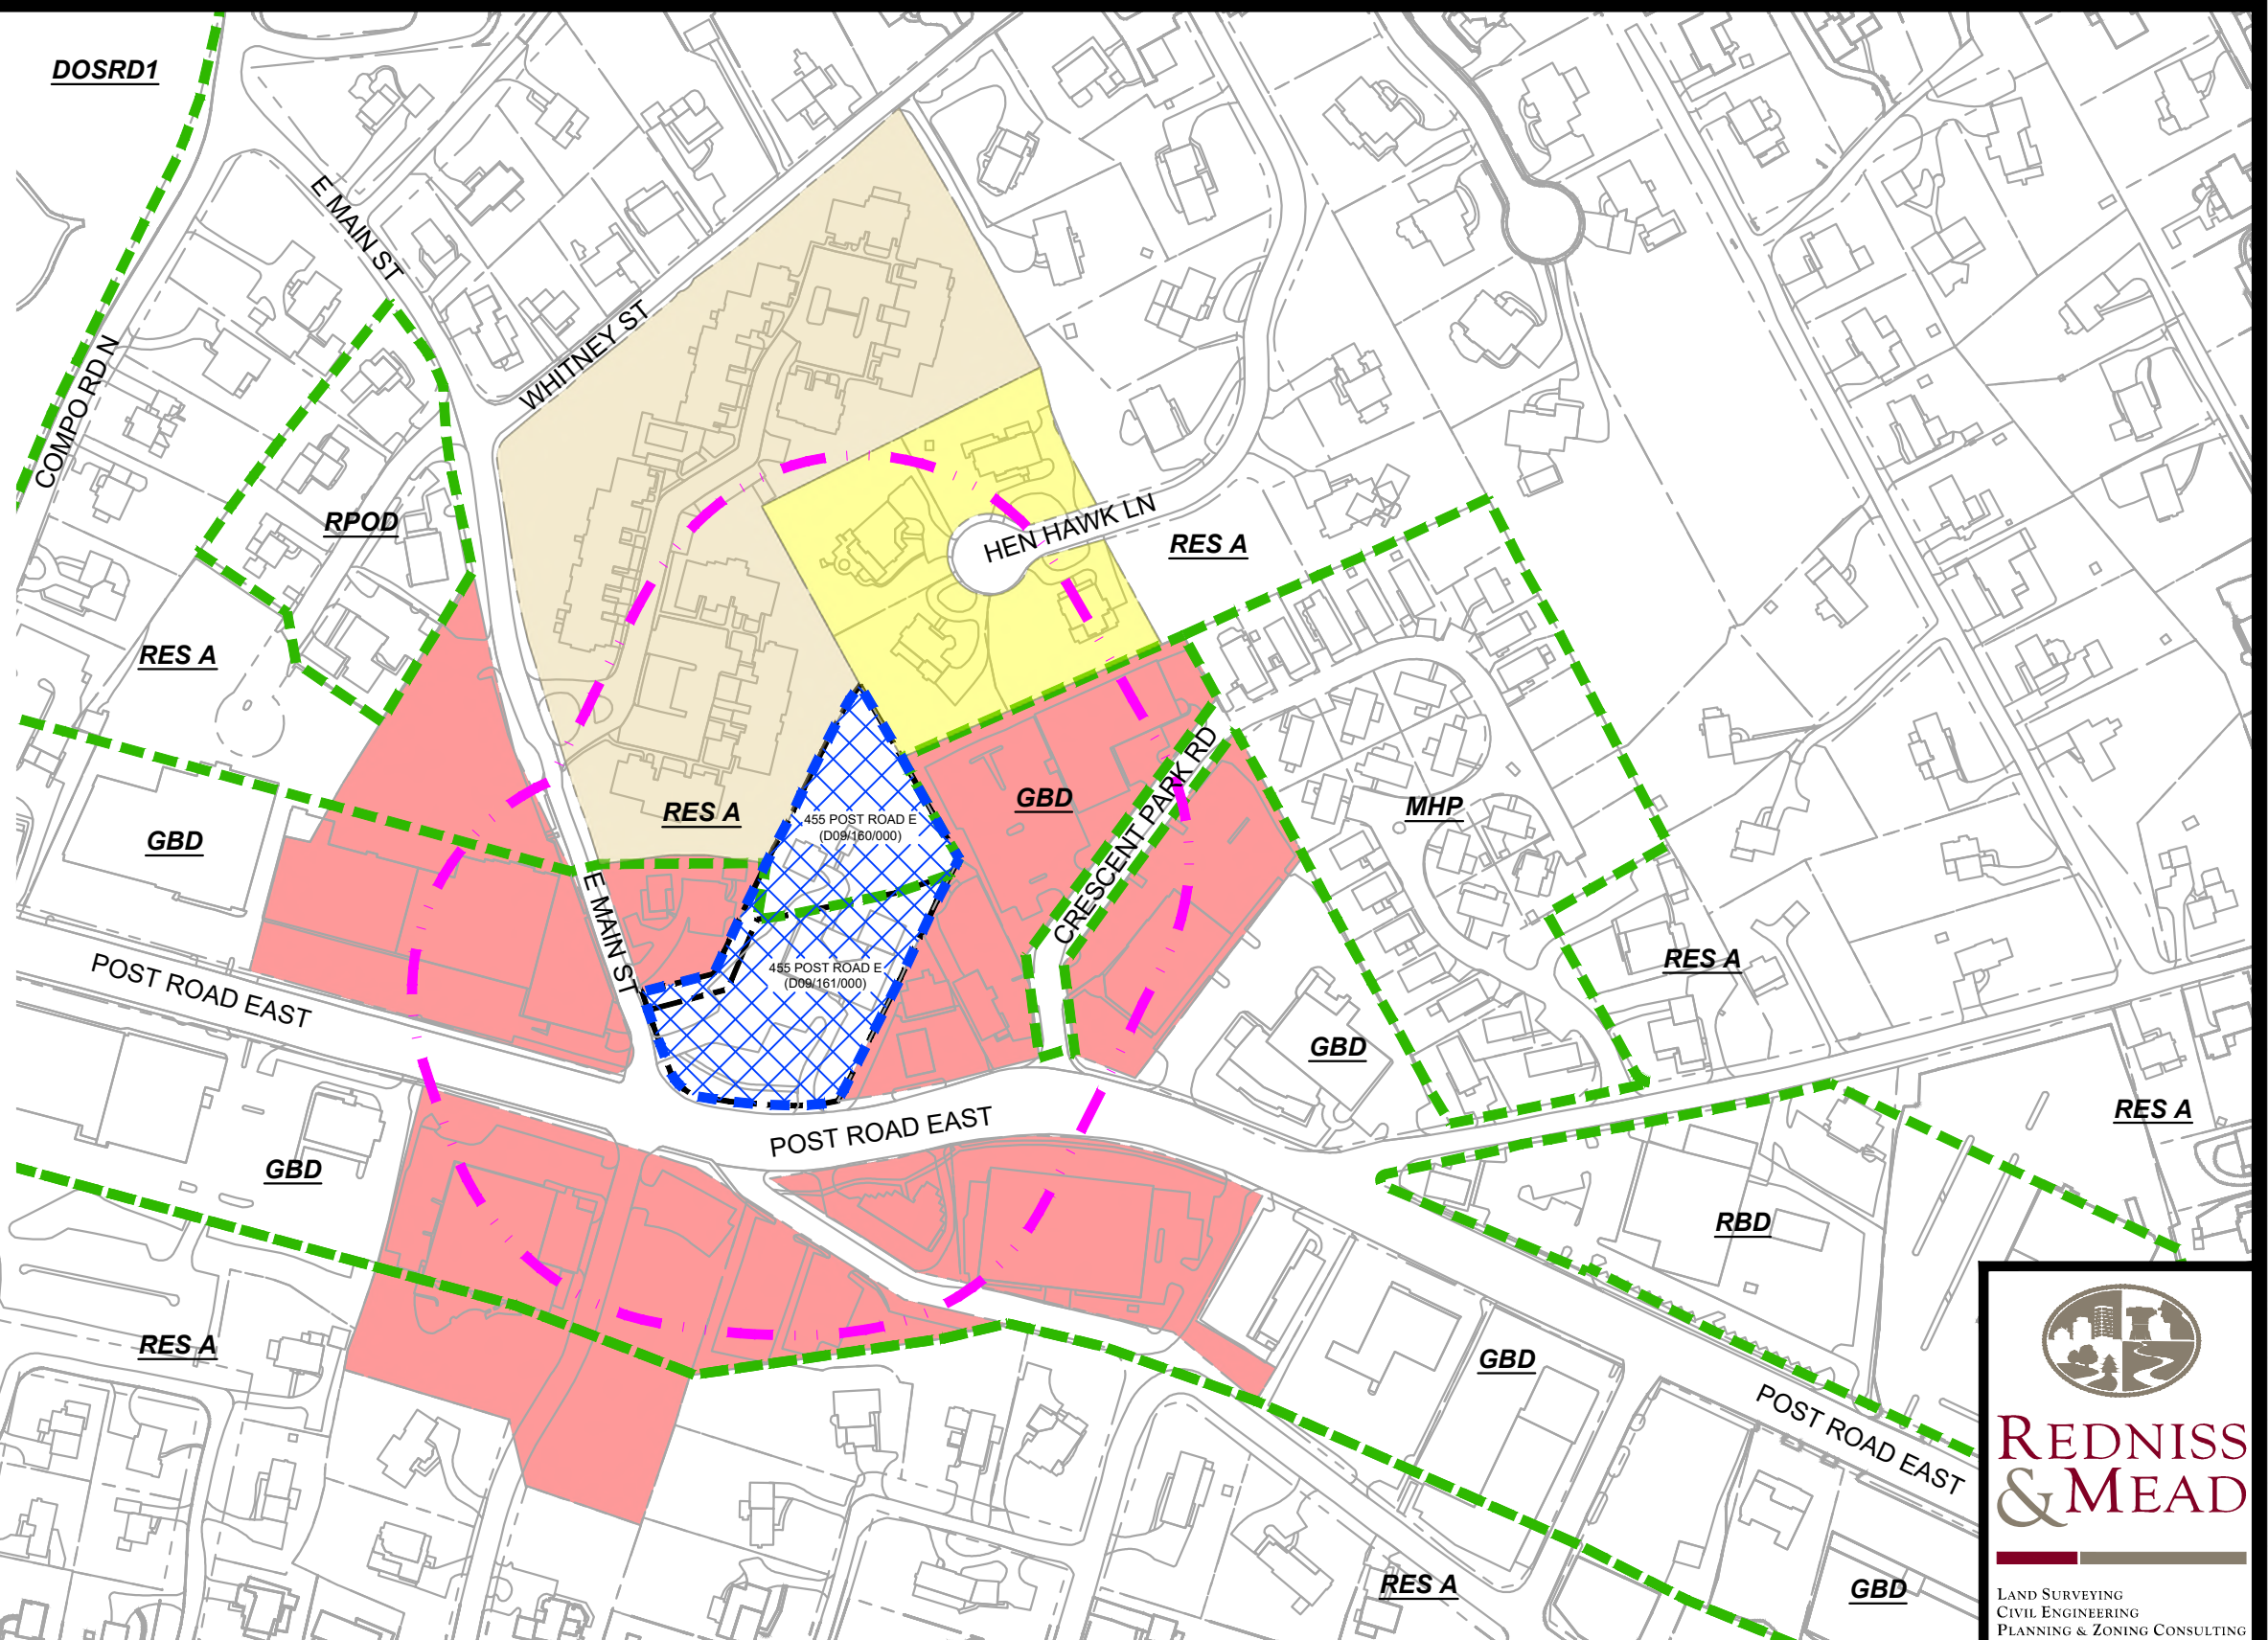 DOSRD1
E MAIN ST
WHITNEY ST
COMPO RD N
RPOD
HEN HAWK LN
RES A
RES A
CRESCENT PARK RD
GBD
MHP
RES A
455 POST ROAD E
(D09/160/000)
GBD
E MAIN ST
455 POST ROAD E
(D09/161/000)
RES A
POST ROAD EAST
GBD
RES A
POST ROAD EAST
GBD
RBD
RES A
GBD
POST ROAD EAST
RES A
GBD
REDNISS
& MEAD
LAND SURVEYING
CIVIL ENGINEERING
PLANNING & ZONING CONSULTING